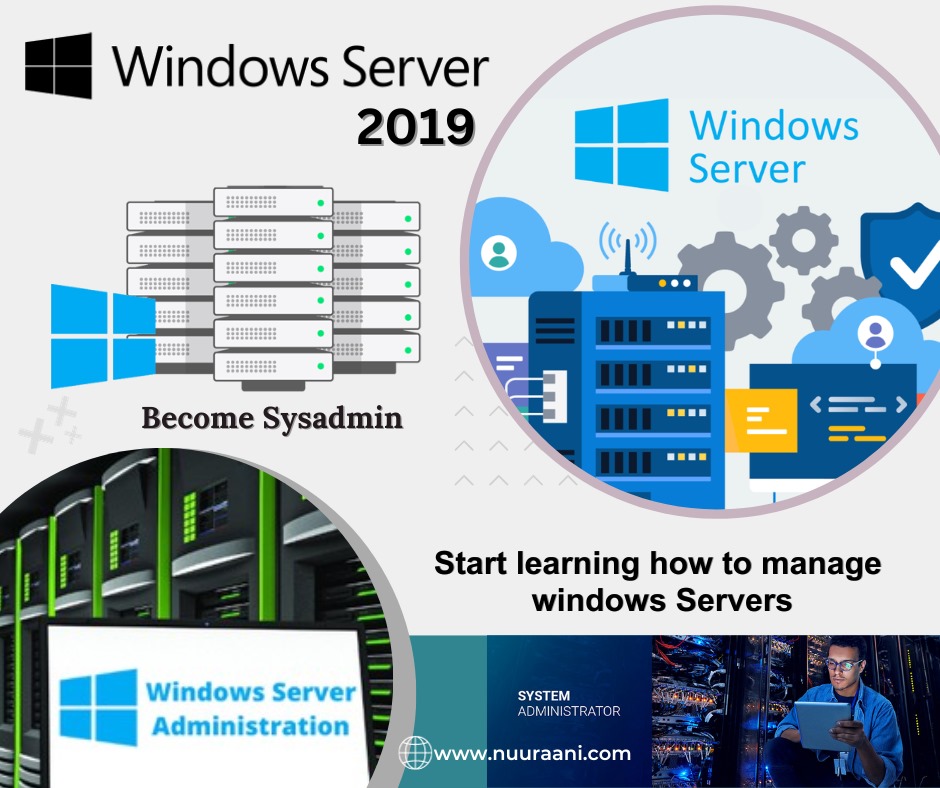 Windows Server
2019
Windows
Server
Become Sysadmin
Start learning how to manage
windows Servers
Windows Server
Administration
SYSTEM
ADMINISTRATOR
www.nuuraani.com